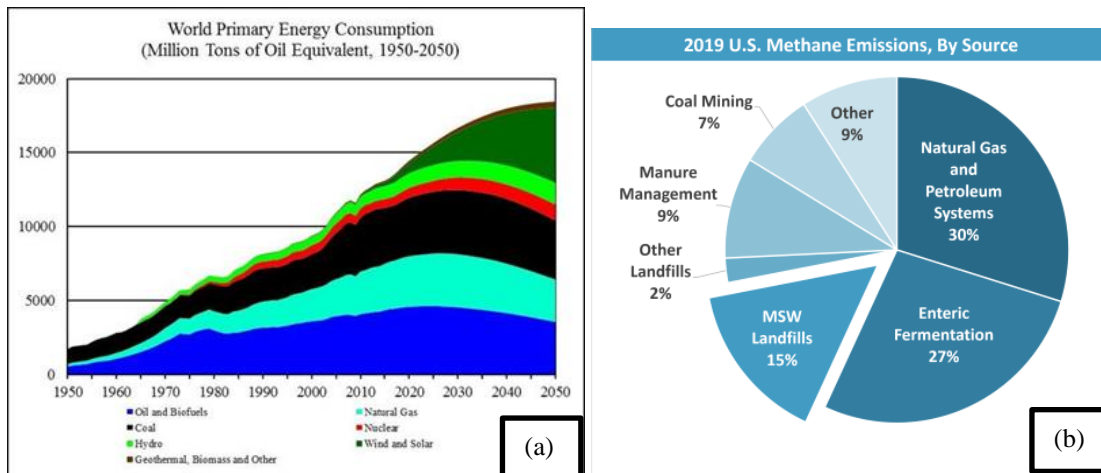 World Primary Energy Consumption
(Million Tons of Oil Equivalent, 1950-2050)
20000
15000
10000
5000
0
1950 1960 1970 1980 1990 2000 2010 2020 2030 2040 2050
Oil and Biofuels
Natural Gas
Coal
Nuclear
Hydro
Wind and Solar
Geothermal, Biomass and Other
(a)
2019 U.S. Methane Emissions, By Source
Coal Mining
7%
Other
9%
Natural Gas
and
Petroleum
Systems
30%
Manure
Management
9%
Other
Landfills
2%
MSW
Landfills
15%
Enteric
Fermentation
27%
(b)